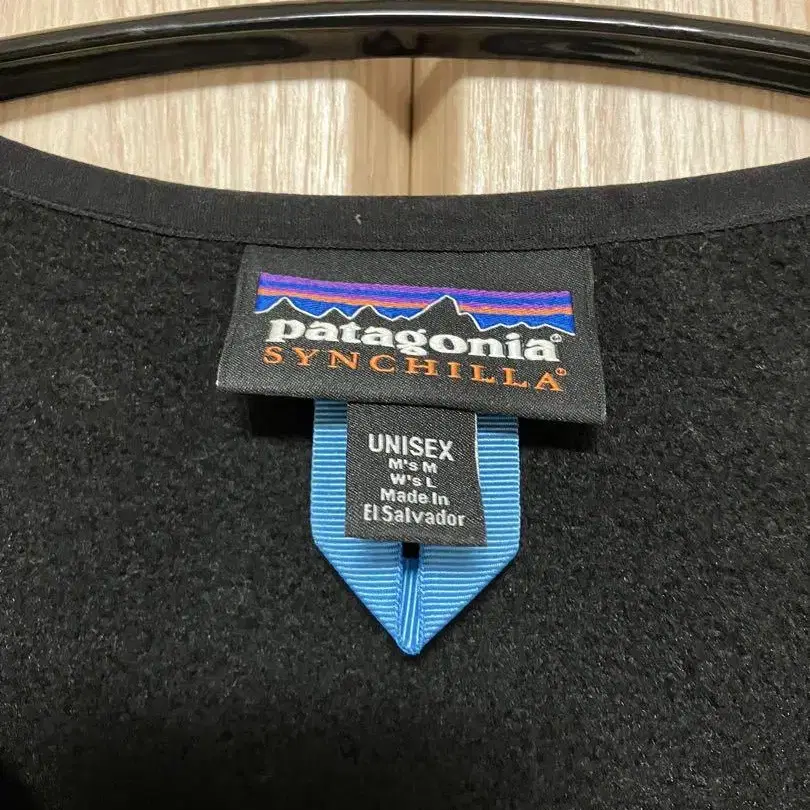 patagonia®
SYNCHILLA®
UNISEX
M's M
W's L
Made In
El Salvador